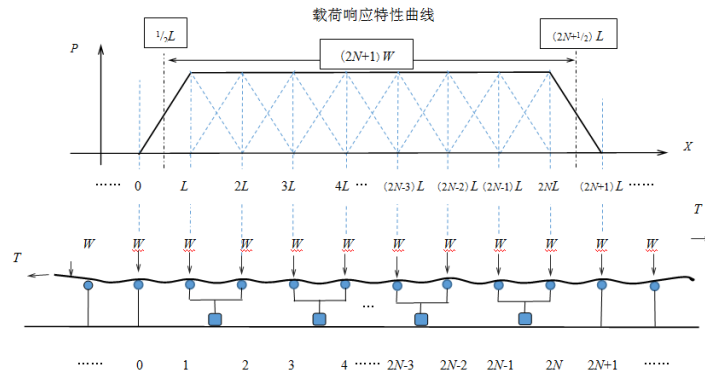 载荷响应特性曲线
1/2L
(2N+1/2) L
P
(2N+1) W
X
…… 0 L 2L 3L 4L … (2N-3) L (2N-2) L (2N-1) L 2NL (2N+1) L ……
T
W W W W W W W W W W W W
T
…
…… 0 1 2 3 4 …… 2N-3 2N-2 2N-1 2N 2N+1 ……